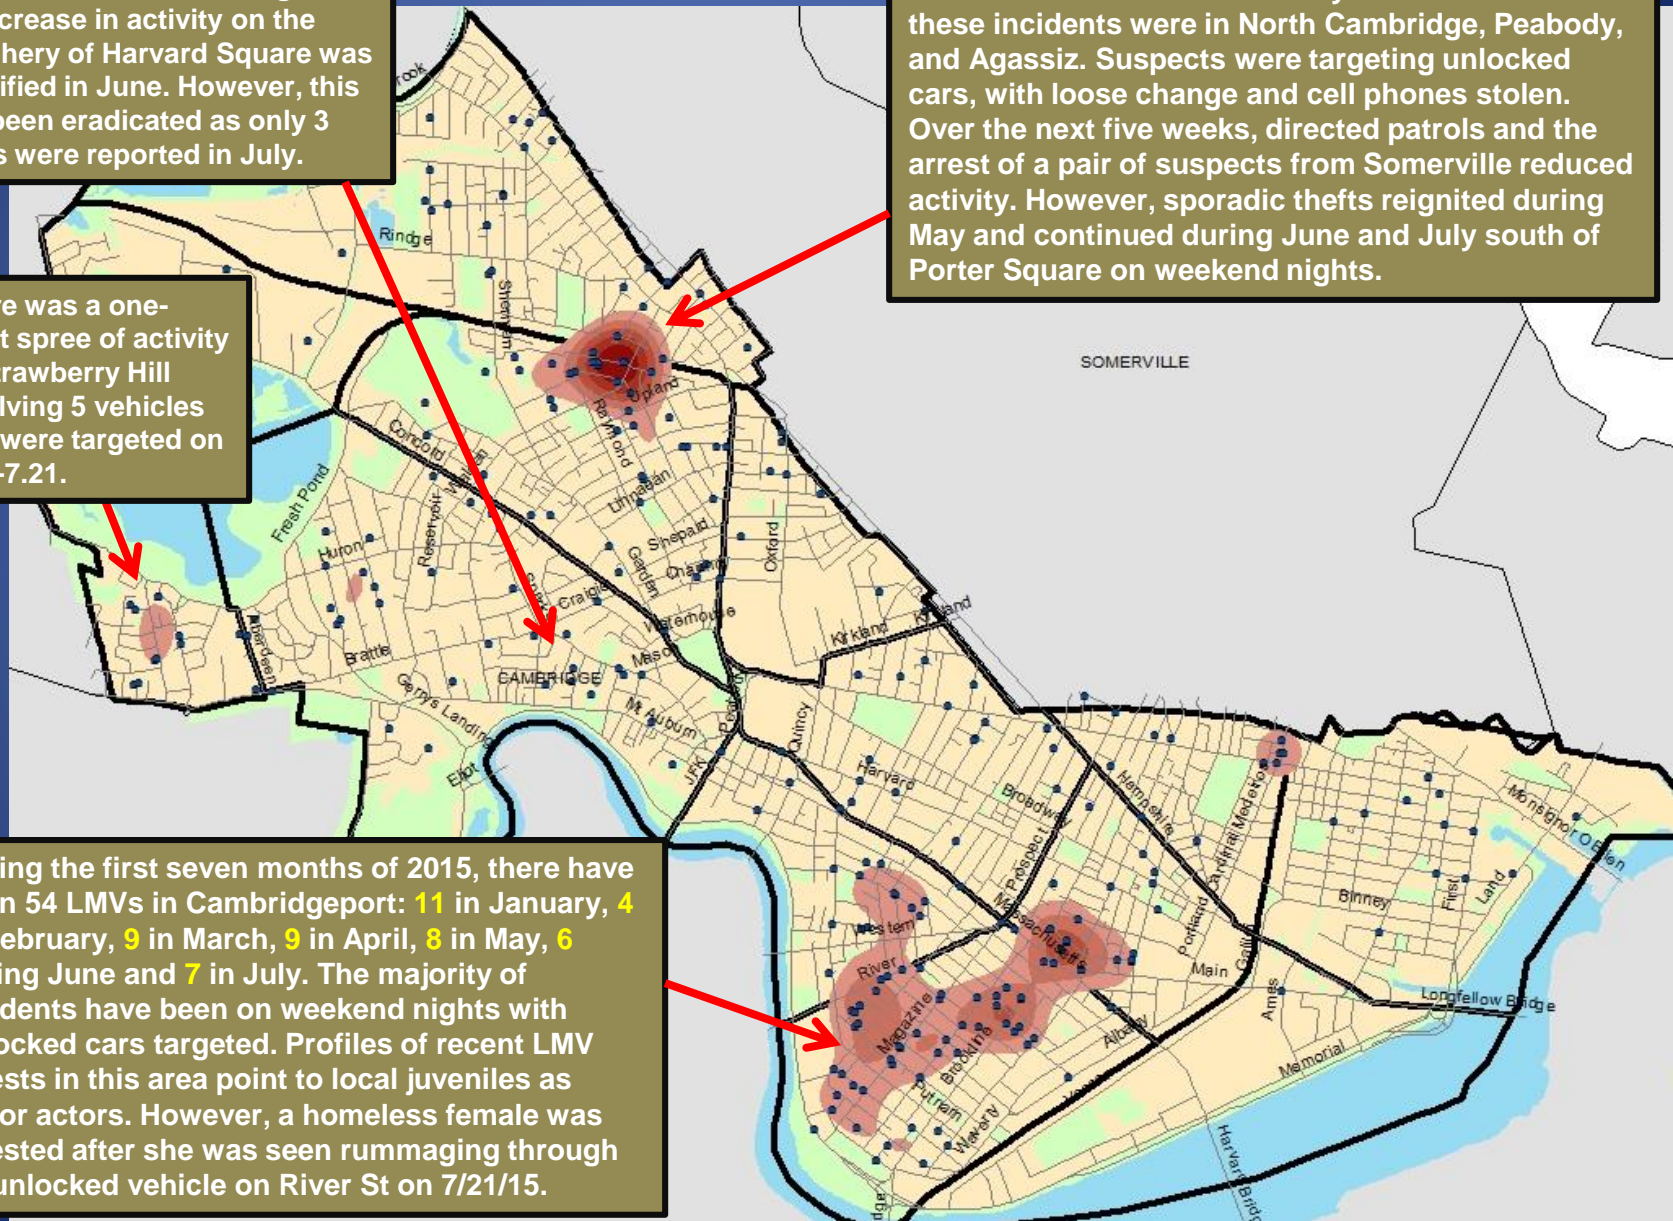 crease in activity on the
hery of Harvard Square was
ified in June. However, this
been eradicated as only 3
s were reported in July.
these incidents were in North Cambridge, Peabody,
and Agassiz. Suspects were targeting unlocked
cars, with loose change and cell phones stolen.
Over the next five weeks, directed patrols and the
arrest of a pair of suspects from Somerville reduced
activity. However, sporadic thefts reignited during
May and continued during June and July south of
Porter Square on weekend nights.
re was a one-
t spree of activity
trawberry Hill
lving 5 vehicles
were targeted on
-7.21.
ing the first seven months of 2015, there have
n 54 LMVs in Cambridgeport: 11 in January, 4
ebruary, 9 in March, 9 in April, 8 in May, 6
ing June and 7 in July. The majority of
dents have been on weekend nights with
ocked cars targeted. Profiles of recent LMV
ests in this area point to local juveniles as
or actors. However, a homeless female was
ested after she was seen rummaging through
unlocked vehicle on River St on 7/21/15.
rook
Rindge
Sherman
SOMERVILLE
Upland
Raymond
Concord
Fresh Pond
Reservoir
Linnaean
Huron
Shepard
Garden
Oxford
Craigie
Waterhouse
Kirkland
Kirkland
Aberdeen
Brattle
Mason
CAMBRIDGE
Gerrys Landing
Mt Auburn
Eliot
JFK
Quincy
Harvard
Broadway
Hampshire
Cardinal Medeiros
Monsignor O Brien
Prospect
Massachusetts
Western
River
Portland
Binney
First
Land
Main
Galil
Ames
Longfellow Bridge
Magazine
Brookline
Albany
Memorial
Putnam
Waverly
Harvard Bridg
dge